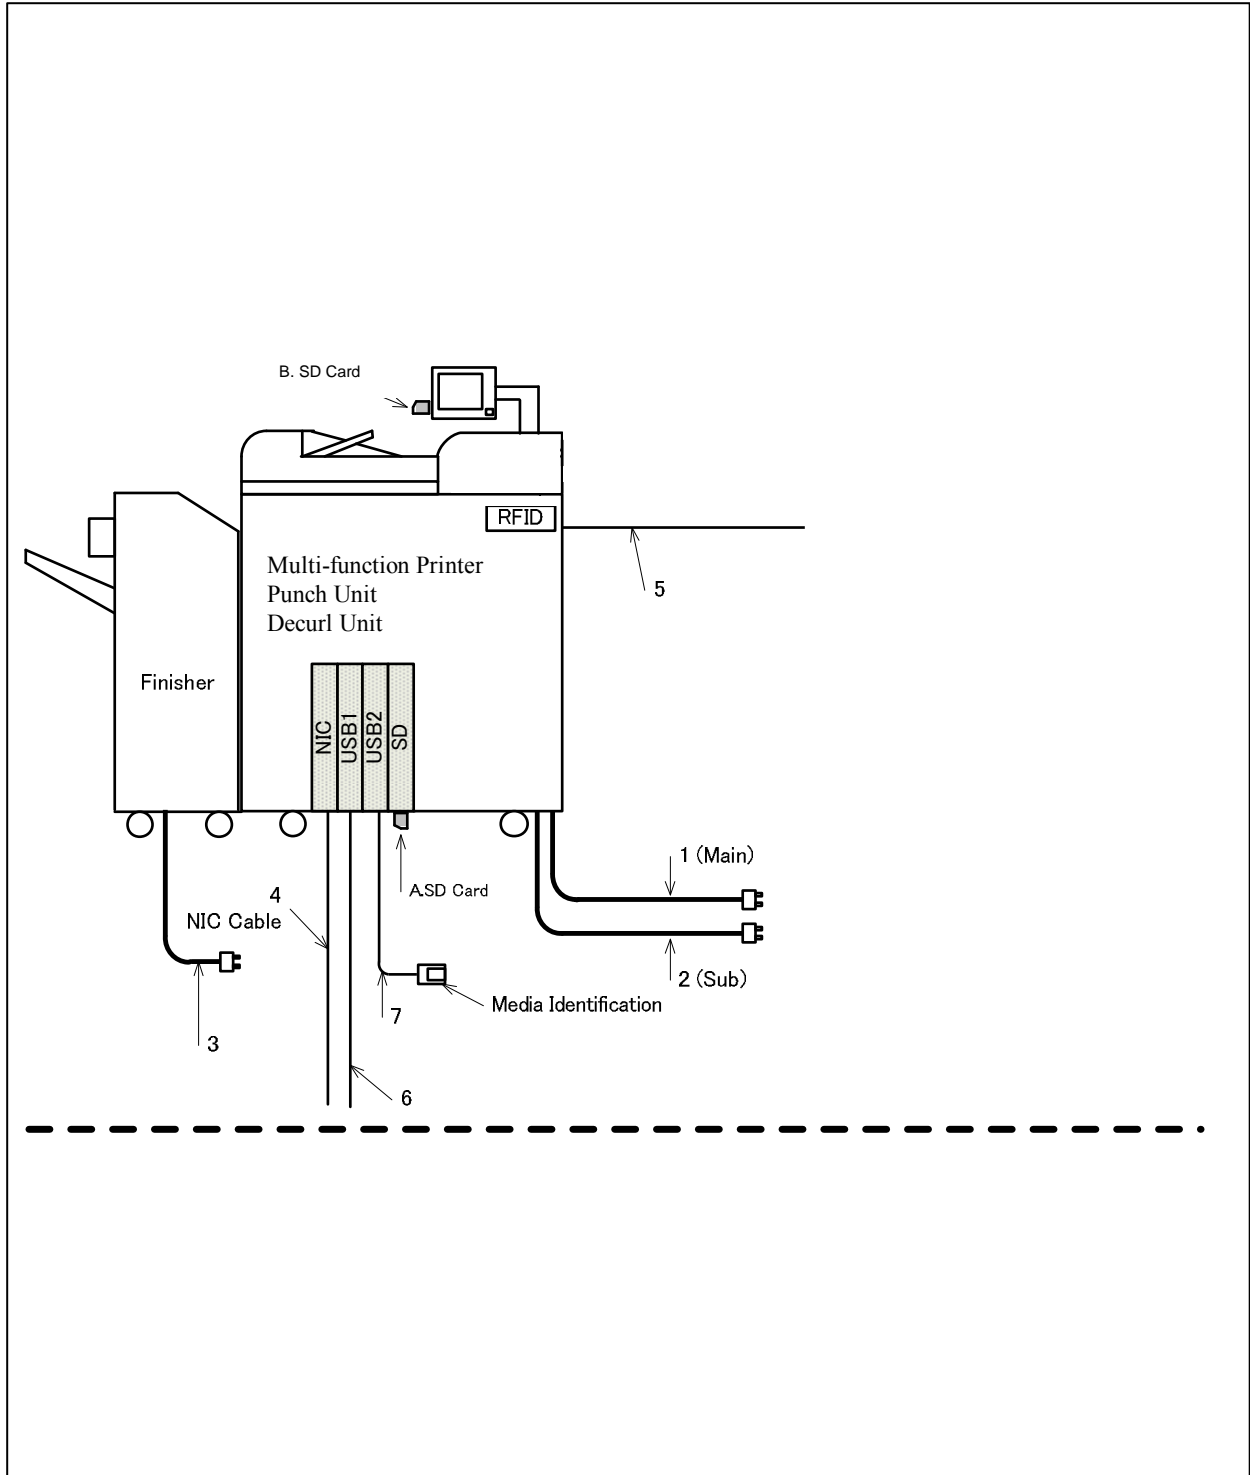 B. SD Card
RFID
5
Multi-function Printer
Punch Unit
Decurl Unit
Finisher
NIC
USB1
USB2
SD
1 (Main)
A.SD Card
4
NIC Cable
2 (Sub)
Media Identification
7
3
6